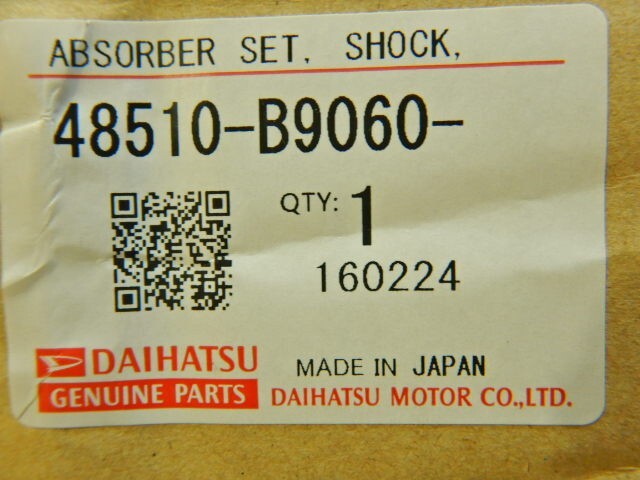 ABSORBER SET, SHOCK,
48510-B9060-
QTY: 1
160224
DAIHATSU
GENUINE PARTS
MADE IN JAPAN
DAIHATSU MOTOR CO.,LTD.